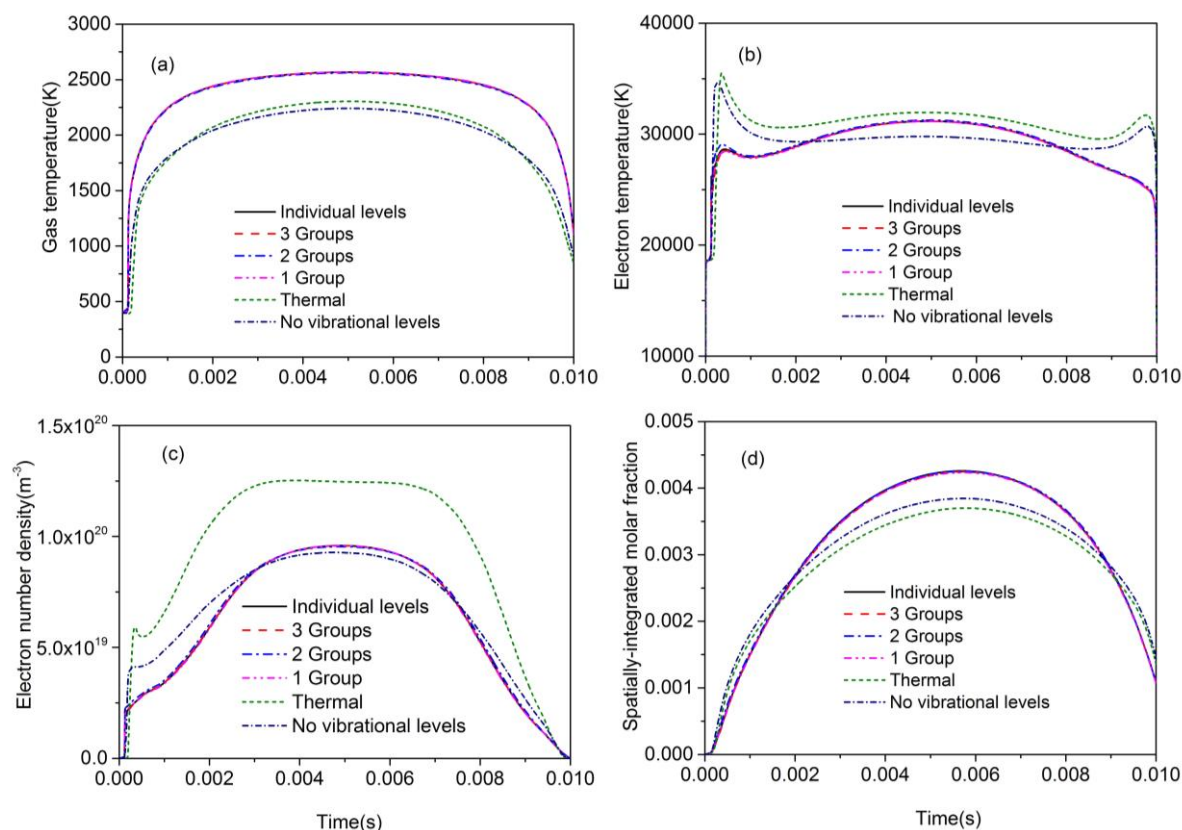 (a)
Gas temperature(K)
3000
2500
2000
1500
1000
500
0
Individual levels
3 Groups
2 Groups
1 Group
Thermal
No vibrational levels
0.000 0.002 0.004 0.006 0.008 0.010
(b)
Electron temperature(K)
40000
30000
20000
10000
Individual levels
3 Groups
2 Groups
1 Group
Thermal
No vibrational levels
0.000 0.002 0.004 0.006 0.008 0.010
(c)
Electron number density(m⁻³)
1.5x10²⁰
1.0x10²⁰
5.0x10¹⁹
0.0
Individual levels
3 Groups
2 Groups
1 Group
Thermal
No vibrational levels
0.000 0.002 0.004 0.006 0.008 0.010
Time(s)
(d)
Spatially-integrated molar fraction
0.005
0.004
0.003
0.002
0.001
0.000
Individual levels
3 Groups
2 Groups
1 Group
Thermal
No vibrational levels
0.000 0.002 0.004 0.006 0.008 0.010
Time(s)